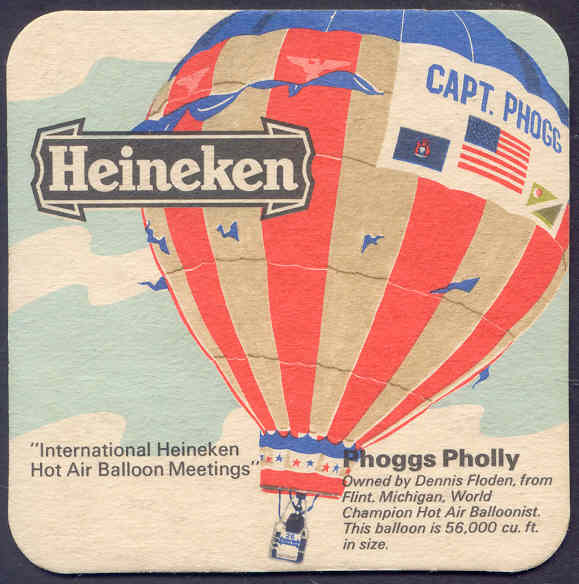 CAPT. PHOGG
Heineken
"International Heineken
Hot Air Balloon Meetings"
Phoggs Pholly
Owned by Dennis Floden, from
Flint, Michigan, World
Champion Hot Air Balloonist.
This balloon is 56,000 cu. ft.
in size.